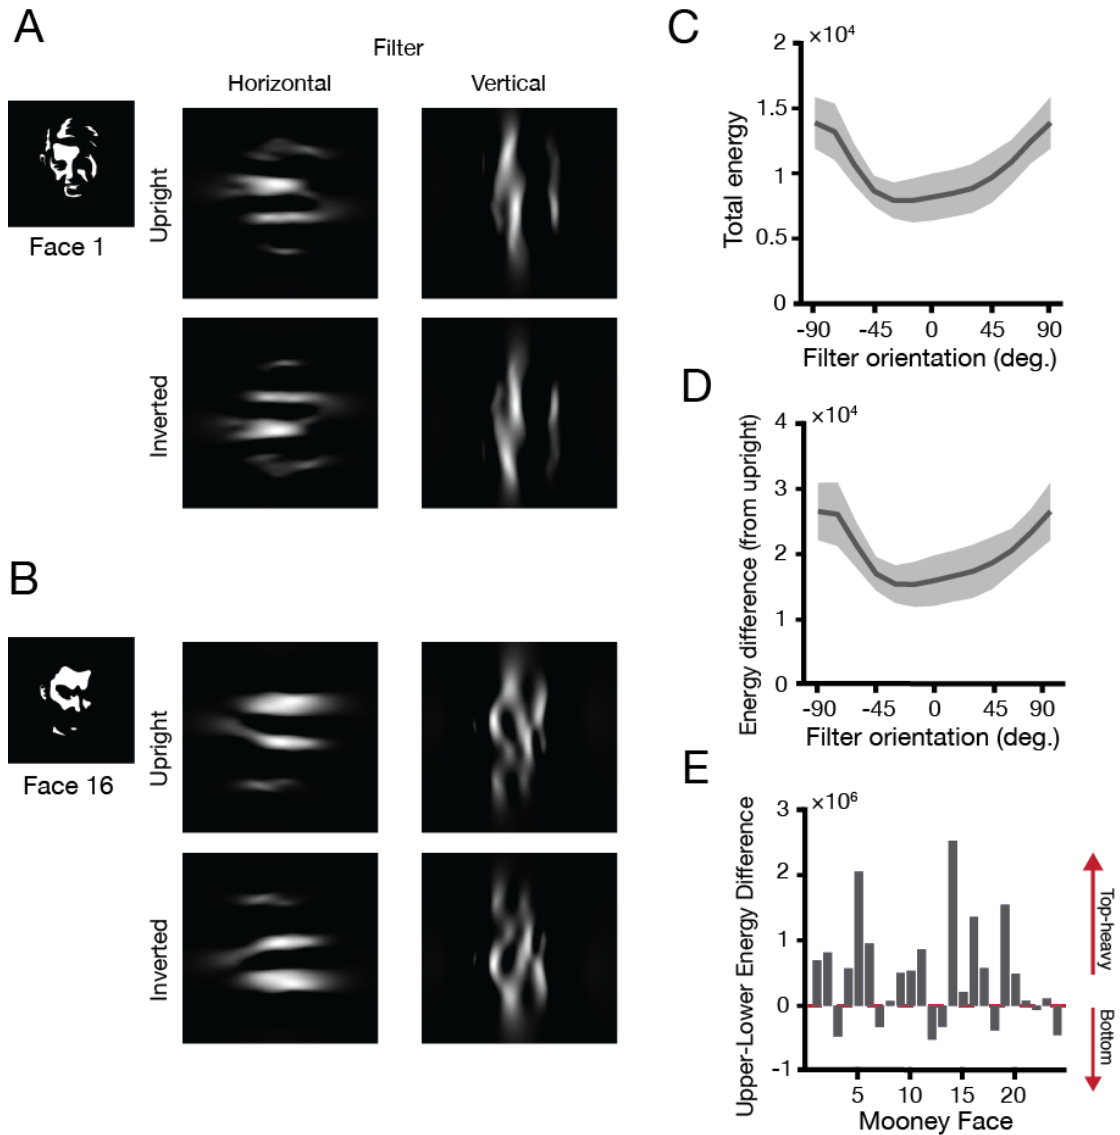 A
Filter
Horizontal
Vertical
Upright
Face 1
Inverted
B
Upright
Face 16
Inverted
C
×10⁴
2
1.5
1
0.5
0
Total energy
-90 -45 0 45 90
Filter orientation (deg.)
D
×10⁴
4
3
2
1
0
Energy difference (from upright)
-90 -45 0 45 90
Filter orientation (deg.)
E
×10⁶
3
2
1
0
-1
Upper-Lower Energy Difference
Top-heavy
Bottom
5 10 15 20
Mooney Face